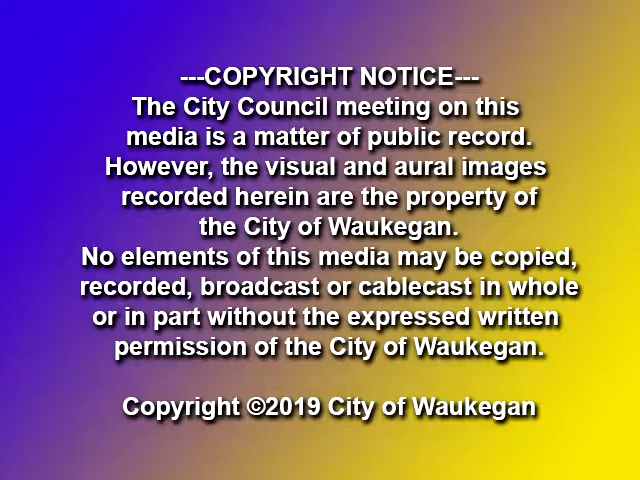 ---COPYRIGHT NOTICE---
The City Council meeting on this
media is a matter of public record.
However, the visual and aural images
recorded herein are the property of
the City of Waukegan.
No elements of this media may be copied,
recorded, broadcast or cablecast in whole
or in part without the expressed written
permission of the City of Waukegan.
Copyright ©2019 City of Waukegan